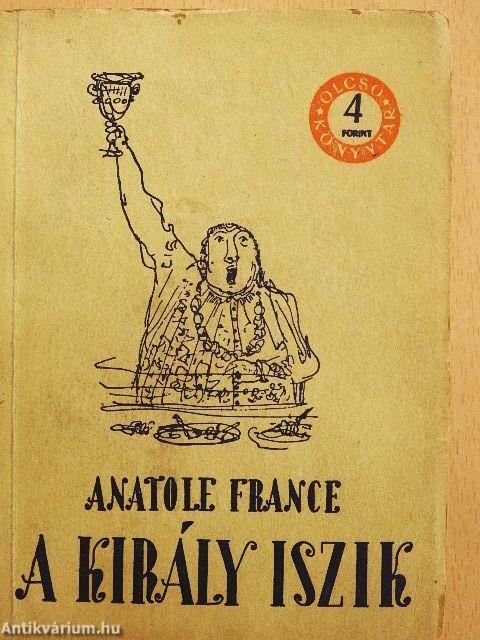 OLCSÓ
4
FORINT
KÖNYVTÁR
ANATOLE FRANCE
A KIRÁLY ISZIK
Antikvárium.hu